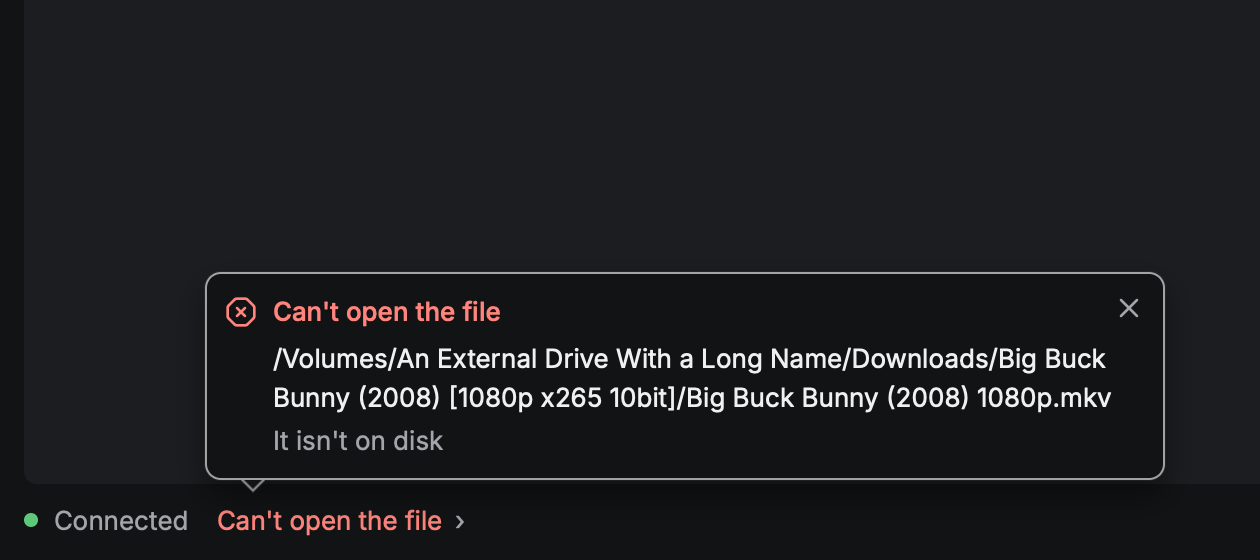 Can't open the file
/Volumes/An External Drive With a Long Name/Downloads/Big Buck
Bunny (2008) [1080p x265 10bit]/Big Buck Bunny (2008) 1080p.mkv
It isn't on disk
Connected Can't open the file ›